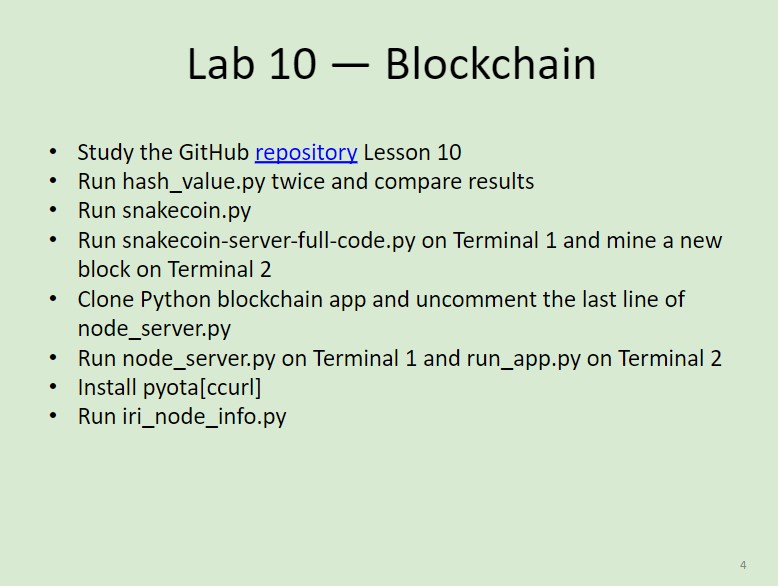 Lab 10 — Blockchain
• Study the GitHub repository Lesson 10
• Run hash_value.py twice and compare results
• Run snakecoin.py
• Run snakecoin-server-full-code.py on Terminal 1 and mine a new
block on Terminal 2
• Clone Python blockchain app and uncomment the last line of
node_server.py
• Run node_server.py on Terminal 1 and run_app.py on Terminal 2
• Install pyota[ccurl]
• Run iri_node_info.py
4